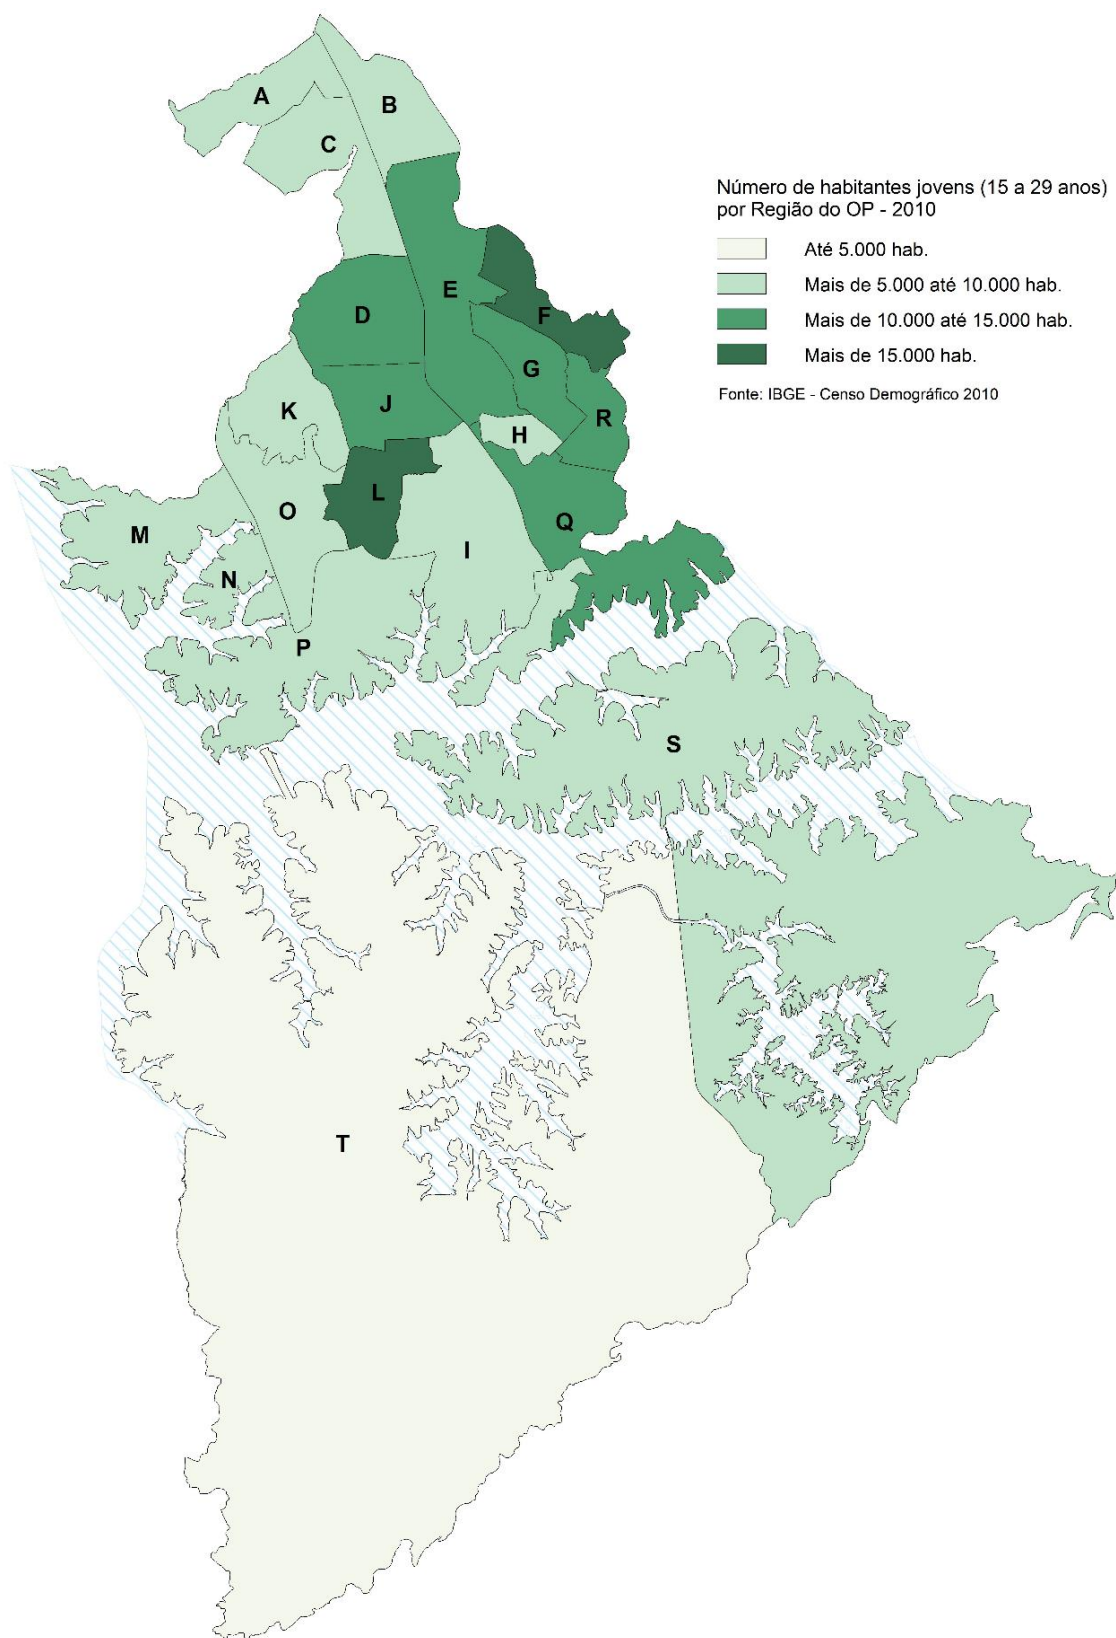 A
B
C
Número de habitantes jovens (15 a 29 anos)
por Região do OP - 2010
Até 5.000 hab.
Mais de 5.000 até 10.000 hab.
Mais de 10.000 até 15.000 hab.
Mais de 15.000 hab.
Fonte: IBGE - Censo Demográfico 2010
E
D
F
G
K
J
R
H
L
O
Q
M
I
N
P
S
T